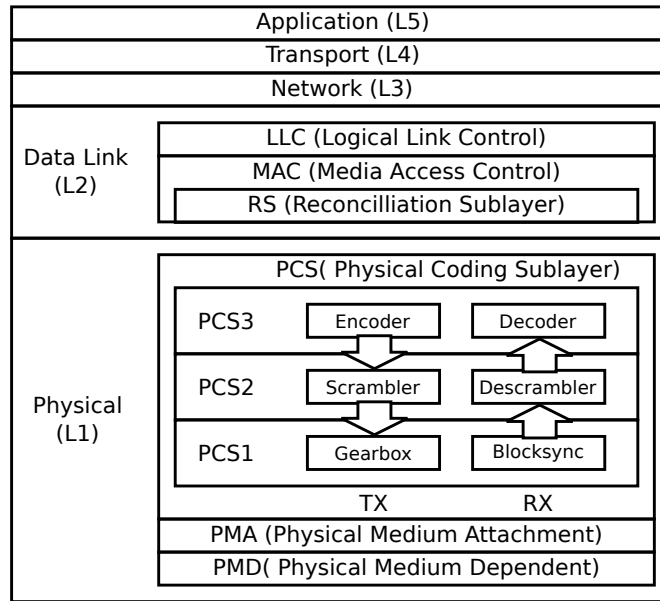 Application (L5)
Transport (L4)
Network (L3)
Data Link
(L2)
LLC (Logical Link Control)
MAC (Media Access Control)
RS (Reconcilliation Sublayer)
Physical
(L1)
PCS( Physical Coding Sublayer)
PCS3
Encoder
Decoder
PCS2
Scrambler
Descrambler
PCS1
Gearbox
Blocksync
TX
RX
PMA (Physical Medium Attachment)
PMD( Physical Medium Dependent)